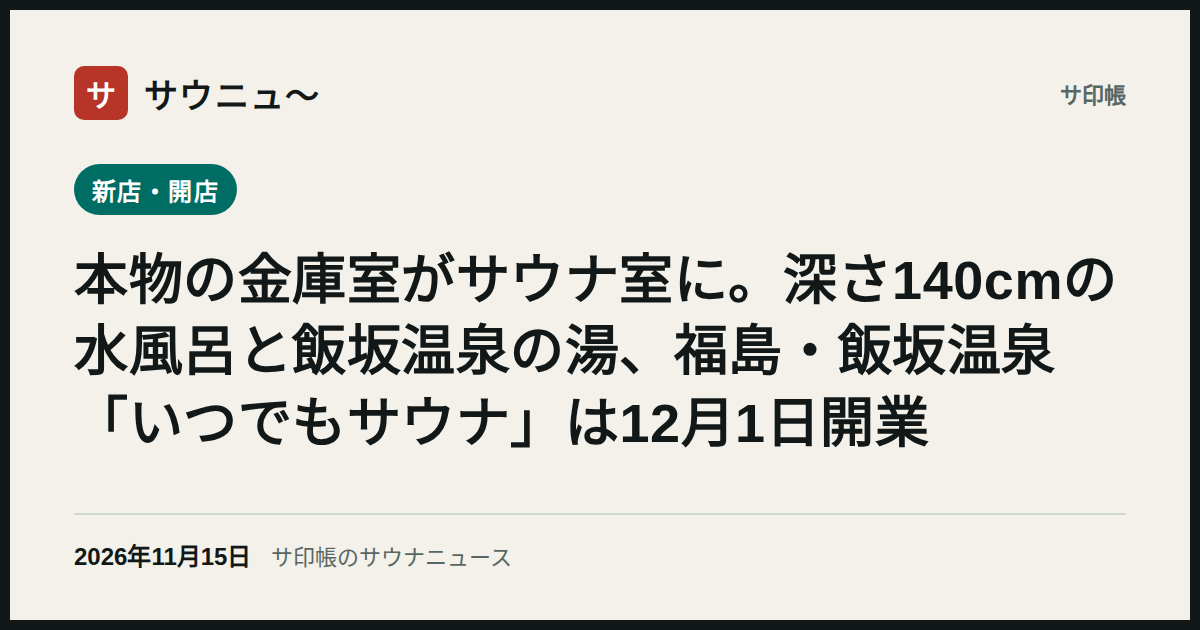 サ サウニュ〜
サ印帳
新店・開店
本物の金庫室がサウナ室に。深さ140cmの
水風呂と飯坂温泉の湯、福島・飯坂温泉
「いつでもサウナ」は12月1日開業
2026年11月15日 サ印帳のサウナニュース